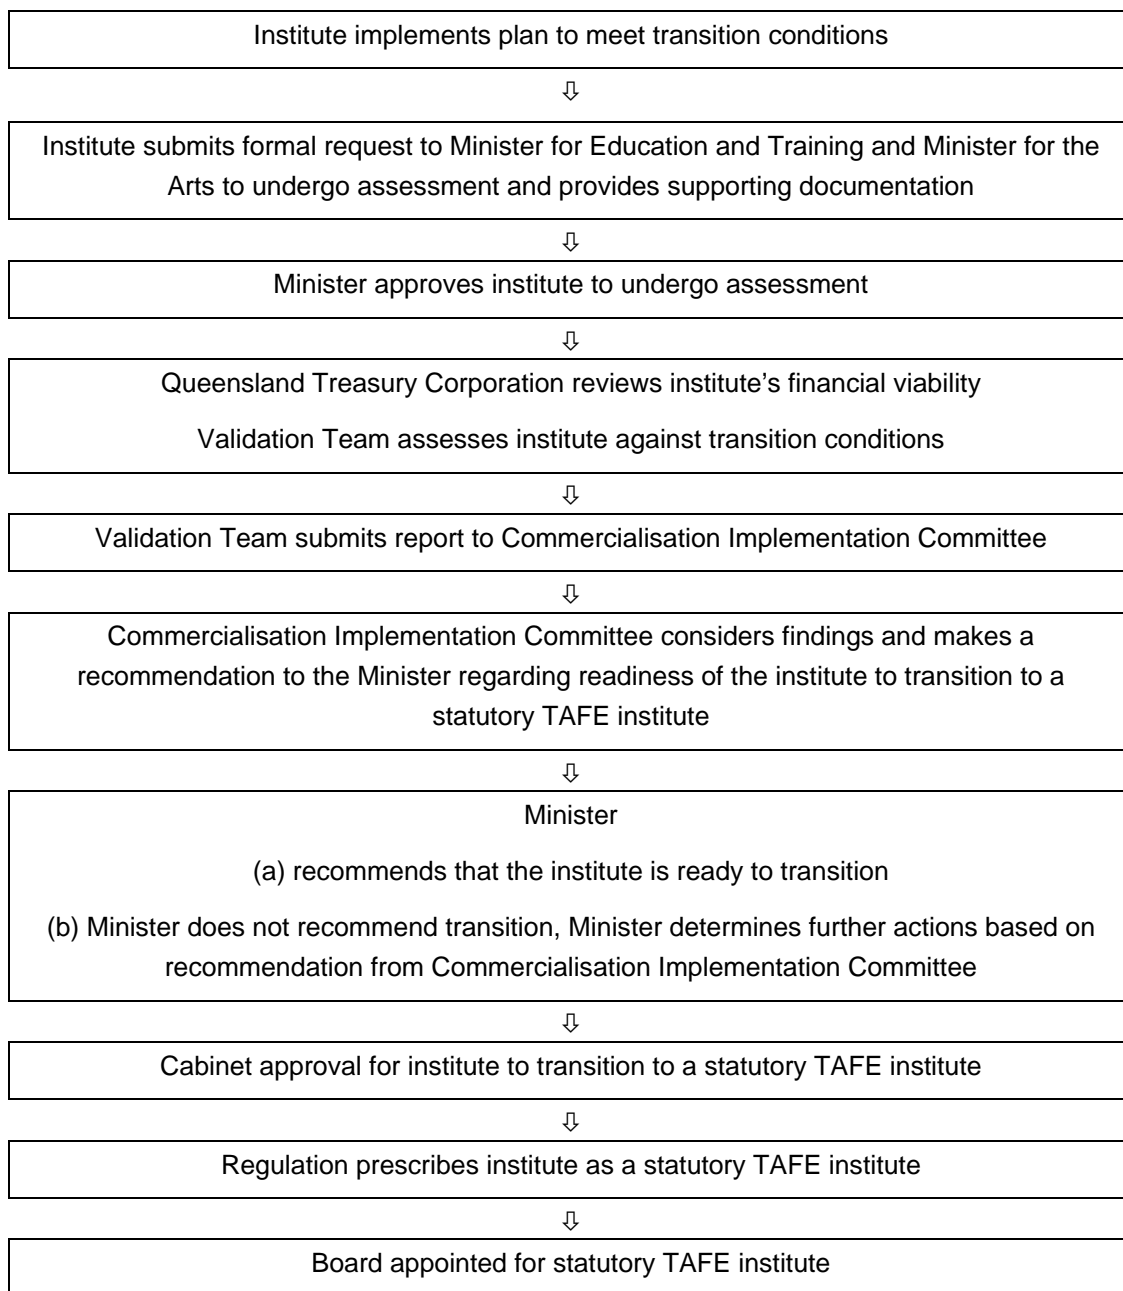 Institute implements plan to meet transition conditions
⇩
Institute submits formal request to Minister for Education and Training and Minister for the
Arts to undergo assessment and provides supporting documentation
⇩
Minister approves institute to undergo assessment
⇩
Queensland Treasury Corporation reviews institute’s financial viability
Validation Team assesses institute against transition conditions
⇩
Validation Team submits report to Commercialisation Implementation Committee
⇩
Commercialisation Implementation Committee considers findings and makes a
recommendation to the Minister regarding readiness of the institute to transition to a
statutory TAFE institute
⇩
Minister
(a) recommends that the institute is ready to transition
(b) Minister does not recommend transition, Minister determines further actions based on
recommendation from Commercialisation Implementation Committee
⇩
Cabinet approval for institute to transition to a statutory TAFE institute
⇩
Regulation prescribes institute as a statutory TAFE institute
⇩
Board appointed for statutory TAFE institute